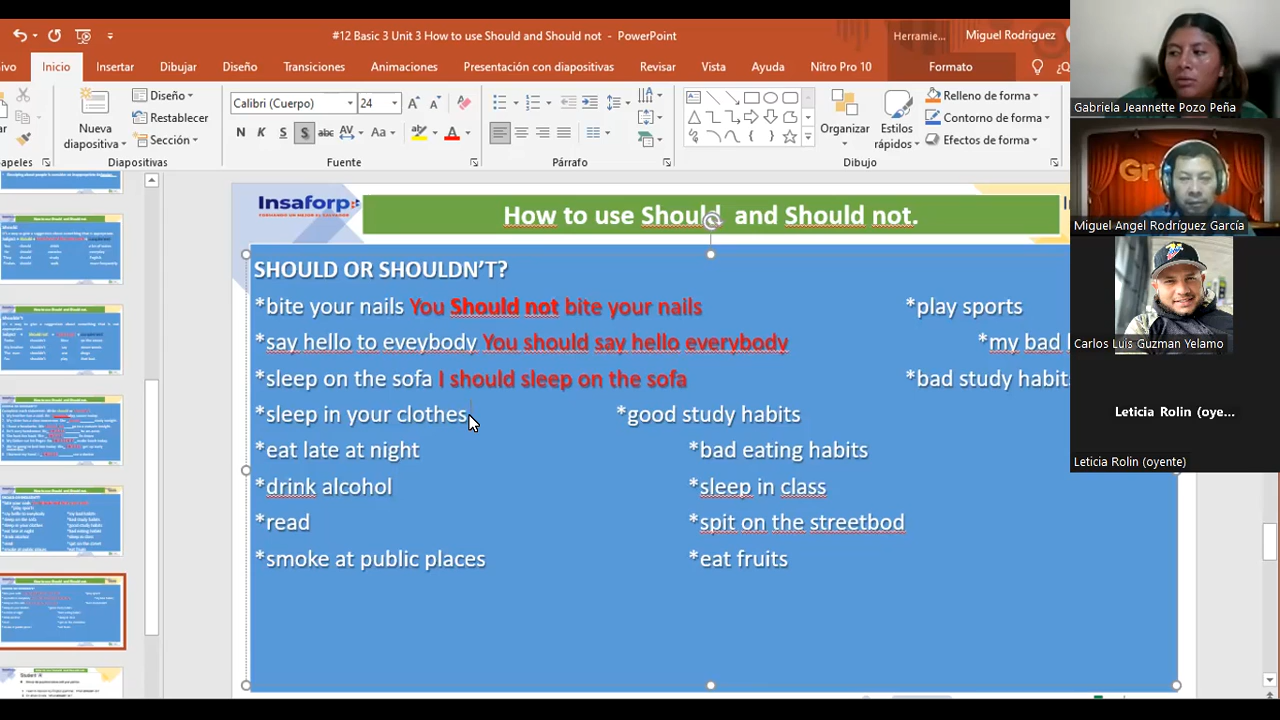 #12 Basic 3 Unit 3 How to use Should and Should not - PowerPoint
Herramie...
Miguel Rodriguez
ivo
Inicio
Insertar
Dibujar
Diseño
Transiciones
Animaciones
Presentación con diapositivas
Revisar
Vista
Ayuda
Nitro Pro 10
Formato
¿Q
Nueva diapositiva
Diseño
Restablecer
Sección
Calibri (Cuerpo)
24
N K S S abc AV Aa A
Organizar
Estilos rápidos
Relleno de forma
Contorno de forma
Efectos de forma
apeles
Diapositivas
Fuente
Párrafo
Dibujo
Insaforp
How to use Should and Should not.
SHOULD OR SHOULDN'T?
*bite your nails You Should not bite your nails *play sports
*say hello to eveybody You should say hello everybody *my bad
*sleep on the sofa I should sleep on the sofa *bad study habits
*sleep in your clothes *good study habits
*eat late at night *bad eating habits
*drink alcohol *sleep in class
*read *spit on the streetbod
*smoke at public places *eat fruits
Gabriela Jeannette Pozo Peña
Miguel Angel Rodríguez García
Carlos Luis Guzman Yelamo
Leticia Rolin (oye...
Leticia Rolin (oyente)